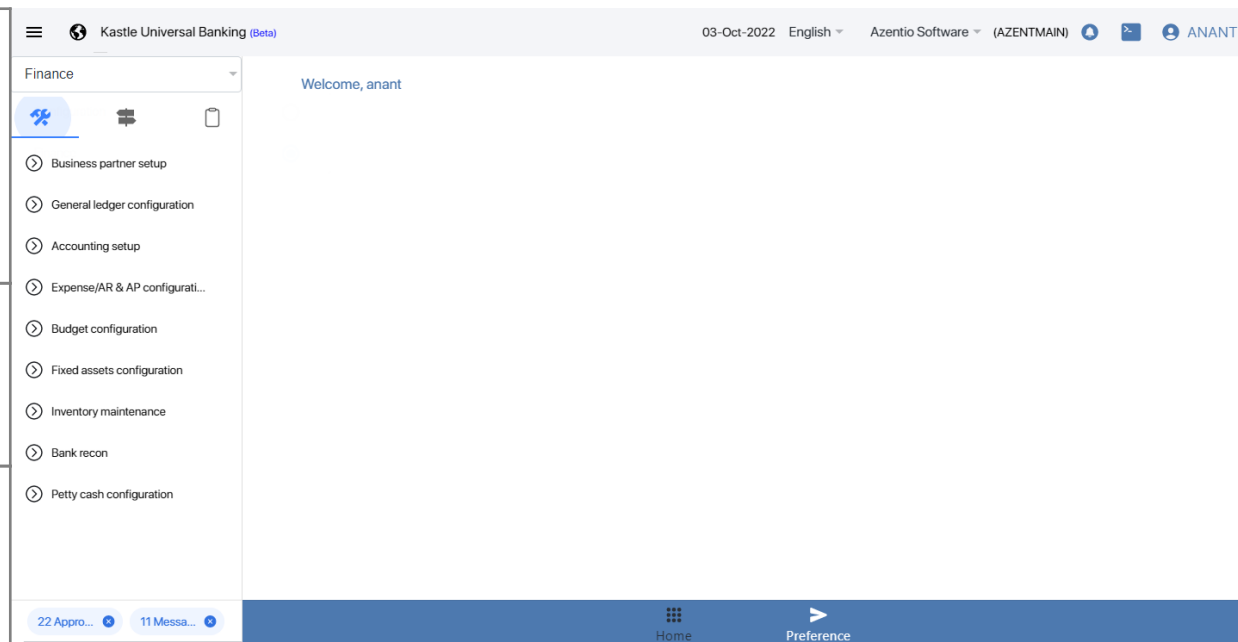 Kastle Universal Banking (Beta)
03-Oct-2022 English Azentio Software (AZENTMAIN) ANANT
Finance
Welcome, anant
Business partner setup
General ledger configuration
Accounting setup
Expense/AR & AP configurati...
Budget configuration
Fixed assets configuration
Inventory maintenance
Bank recon
Petty cash configuration
22 Appro... 11 Messa...
Home Preference